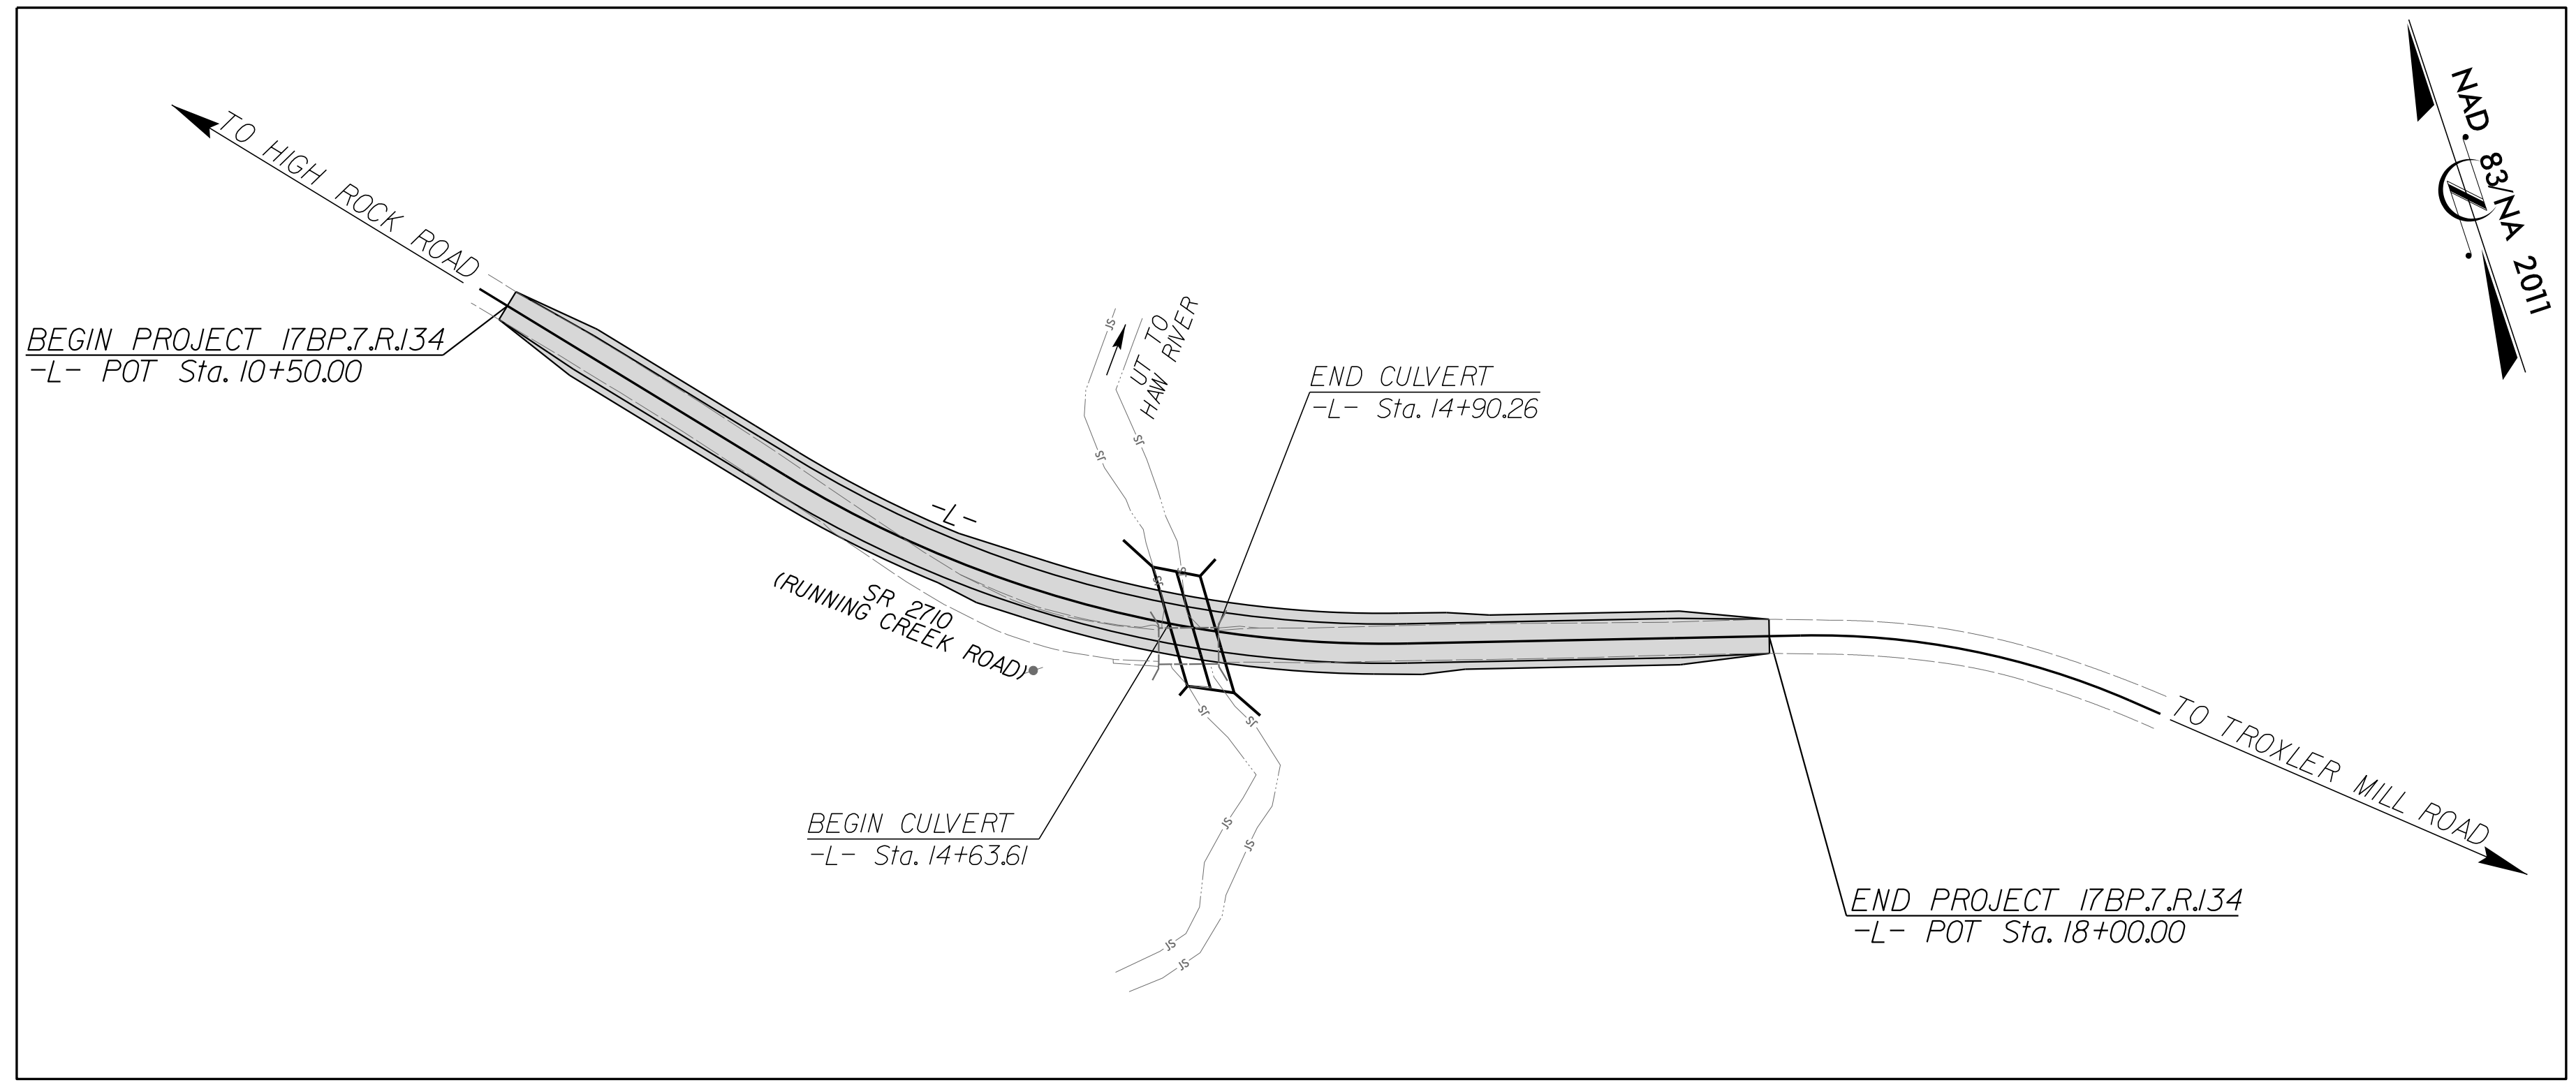 TO HIGH ROCK ROAD
NAD 83/NA 2011
BEGIN PROJECT 17BP.7.R.134
-L- POT Sta. 10+50.00
UT TO
HAW RIVER
END CULVERT
-L- Sta. 14+90.26
-L-
SR 2710
(RUNNING CREEK ROAD)
BEGIN CULVERT
-L- Sta. 14+63.61
TO TROXLER MILL ROAD
END PROJECT 17BP.7.R.134
-L- POT Sta. 18+00.00